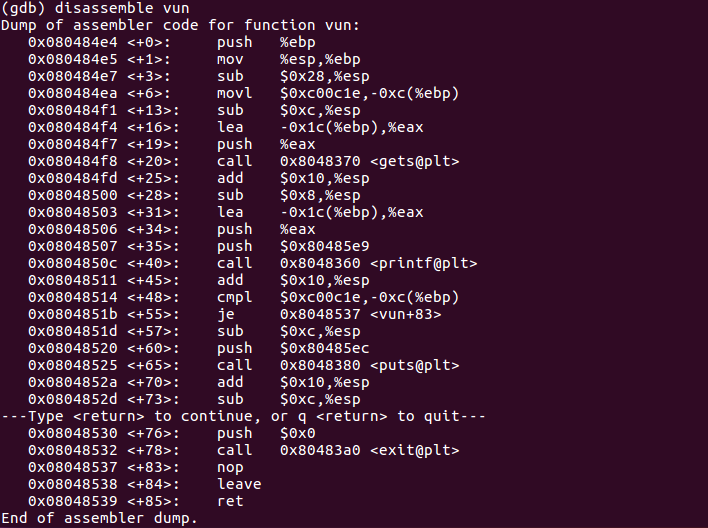 (gdb) disassemble vun
Dump of assembler code for function vun:
   0x080484e4 <+0>:	push   %ebp
   0x080484e5 <+1>:	mov    %esp,%ebp
   0x080484e7 <+3>:	sub    $0x28,%esp
   0x080484ea <+6>:	movl   $0xc00c1e,-0xc(%ebp)
   0x080484f1 <+13>:	sub    $0xc,%esp
   0x080484f4 <+16>:	lea    -0x1c(%ebp),%eax
   0x080484f7 <+19>:	push   %eax
   0x080484f8 <+20>:	call   0x8048370 <gets@plt>
   0x080484fd <+25>:	add    $0x10,%esp
   0x08048500 <+28>:	sub    $0x8,%esp
   0x08048503 <+31>:	lea    -0x1c(%ebp),%eax
   0x08048506 <+34>:	push   %eax
   0x08048507 <+35>:	push   $0x80485e9
   0x0804850c <+40>:	call   0x8048360 <printf@plt>
   0x08048511 <+45>:	add    $0x10,%esp
   0x08048514 <+48>:	cmpl   $0xc00c1e,-0xc(%ebp)
   0x0804851b <+55>:	je     0x8048537 <vun+83>
   0x0804851d <+57>:	sub    $0xc,%esp
   0x08048520 <+60>:	push   $0x80485ec
   0x08048525 <+65>:	call   0x8048380 <puts@plt>
   0x0804852a <+70>:	add    $0x10,%esp
   0x0804852d <+73>:	sub    $0xc,%esp
---Type <return> to continue, or q <return> to quit---
   0x08048530 <+76>:	push   $0x0
   0x08048532 <+78>:	call   0x80483a0 <exit@plt>
   0x08048537 <+83>:	nop
   0x08048538 <+84>:	leave
   0x08048539 <+85>:	ret
End of assembler dump.